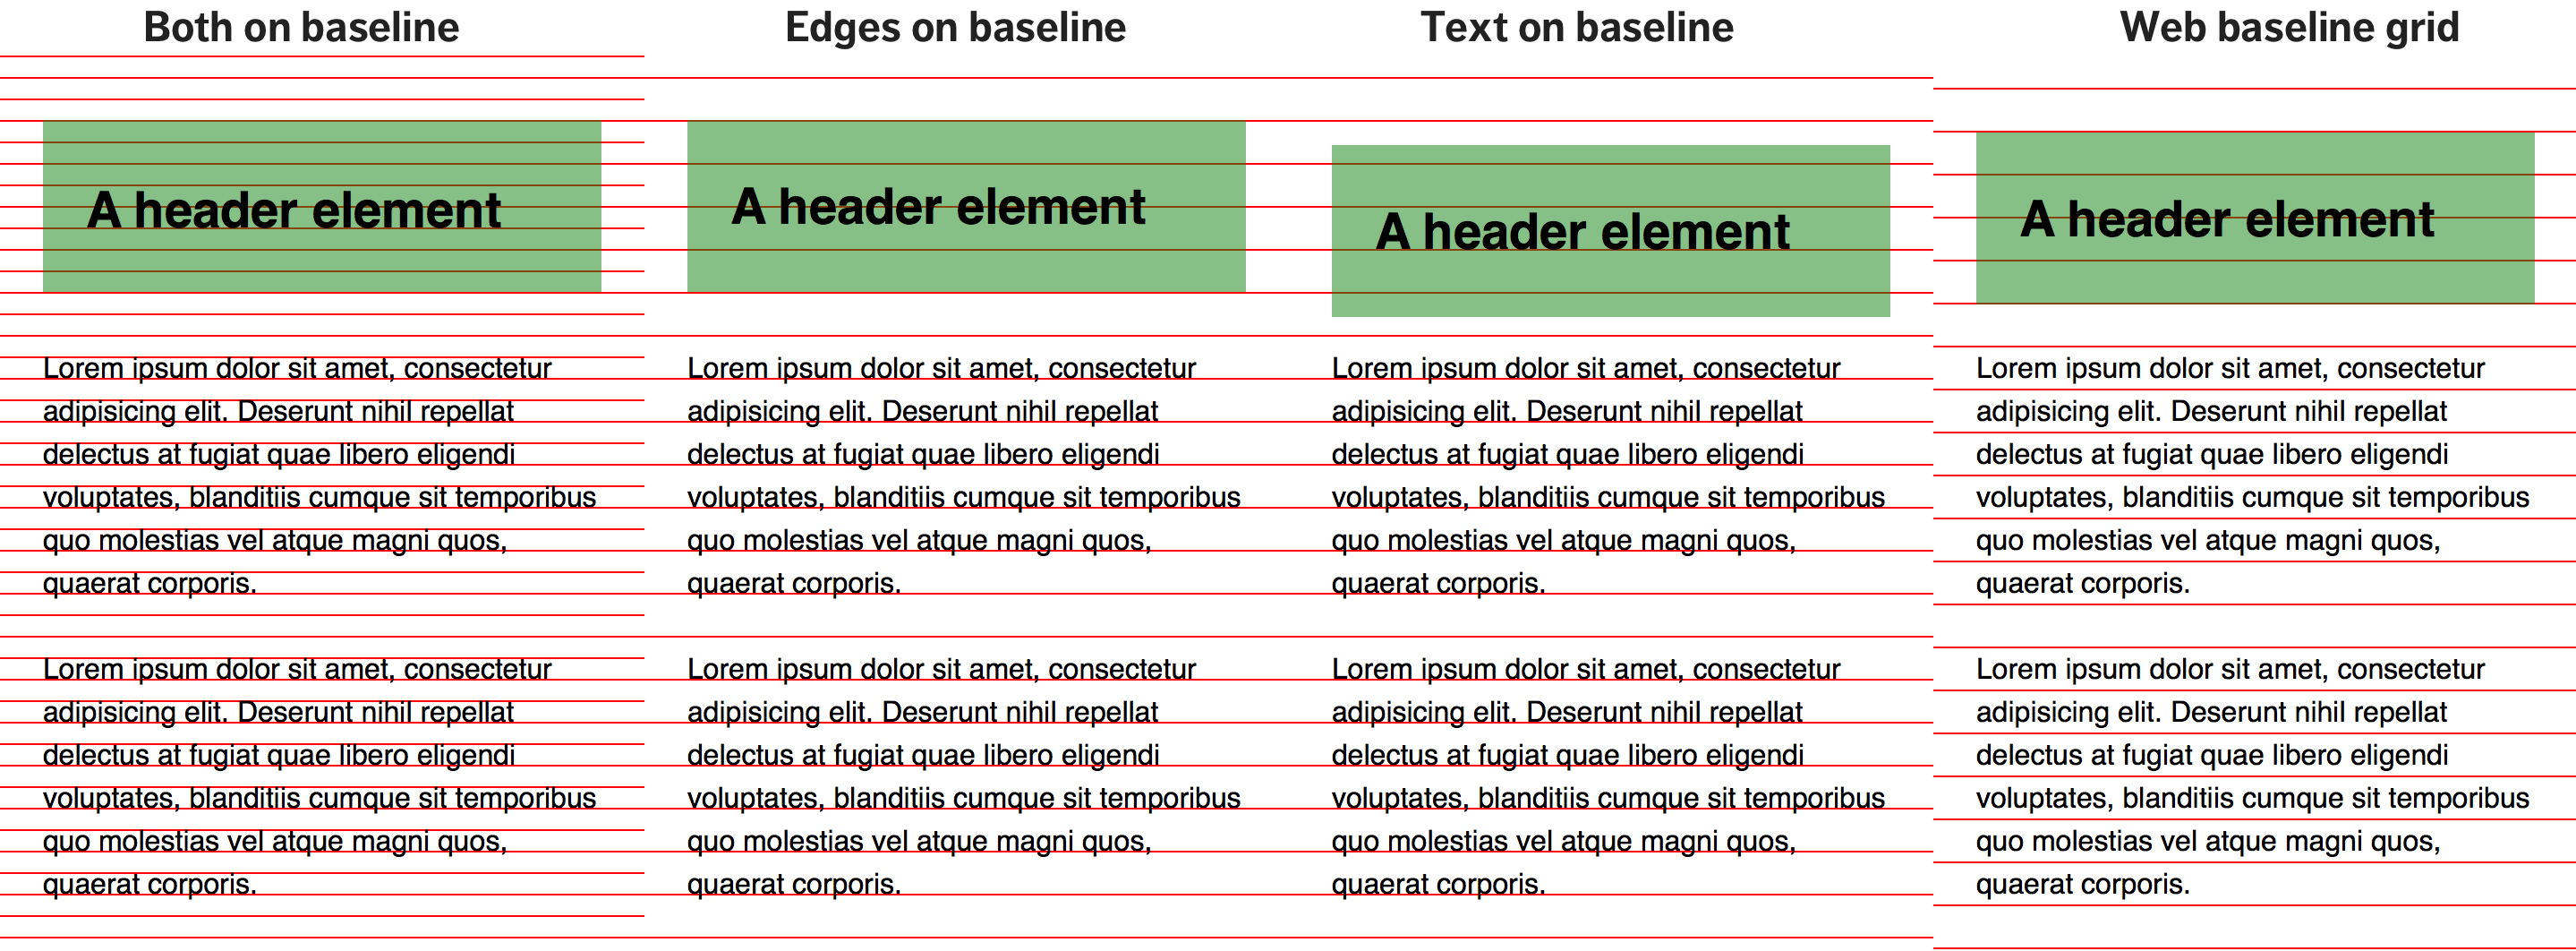 Both on baseline
A header element
Lorem ipsum dolor sit amet, consectetur
adipisicing elit. Deserunt nihil repellat
delectus at fugiat quae libero eligendi
voluptates, blanditiis cumque sit temporibus
quo molestias vel atque magni quos,
quaerat corporis.
Lorem ipsum dolor sit amet, consectetur
adipisicing elit. Deserunt nihil repellat
delectus at fugiat quae libero eligendi
voluptates, blanditiis cumque sit temporibus
quo molestias vel atque magni quos,
quaerat corporis.
Edges on baseline
A header element
Lorem ipsum dolor sit amet, consectetur
adipisicing elit. Deserunt nihil repellat
delectus at fugiat quae libero eligendi
voluptates, blanditiis cumque sit temporibus
quo molestias vel atque magni quos,
quaerat corporis.
Lorem ipsum dolor sit amet, consectetur
adipisicing elit. Deserunt nihil repellat
delectus at fugiat quae libero eligendi
voluptates, blanditiis cumque sit temporibus
quo molestias vel atque magni quos,
quaerat corporis.
Text on baseline
A header element
Lorem ipsum dolor sit amet, consectetur
adipisicing elit. Deserunt nihil repellat
delectus at fugiat quae libero eligendi
voluptates, blanditiis cumque sit temporibus
quo molestias vel atque magni quos,
quaerat corporis.
Lorem ipsum dolor sit amet, consectetur
adipisicing elit. Deserunt nihil repellat
delectus at fugiat quae libero eligendi
voluptates, blanditiis cumque sit temporibus
quo molestias vel atque magni quos,
quaerat corporis.
Web baseline grid
A header element
Lorem ipsum dolor sit amet, consectetur
adipisicing elit. Deserunt nihil repellat
delectus at fugiat quae libero eligendi
voluptates, blanditiis cumque sit temporibus
quo molestias vel atque magni quos,
quaerat corporis.
Lorem ipsum dolor sit amet, consectetur
adipisicing elit. Deserunt nihil repellat
delectus at fugiat quae libero eligendi
voluptates, blanditiis cumque sit temporibus
quo molestias vel atque magni quos,
quaerat corporis.